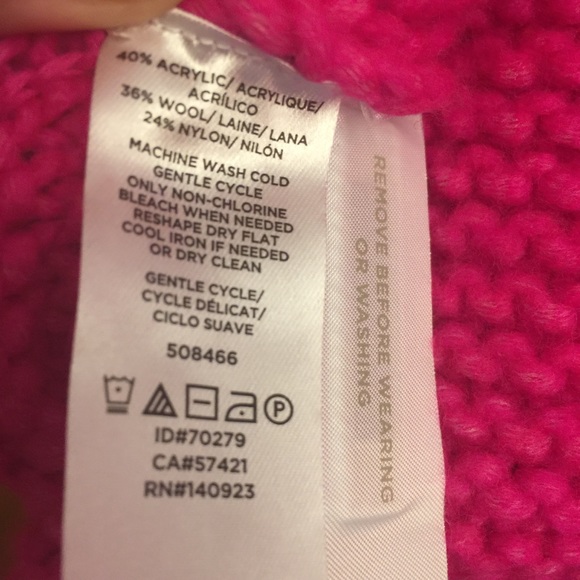 40% ACRYLIC/ ACRYLIQUE/
ACRÍLICO
36% WOOL/ LAINE/ LANA
24% NYLON/ NILÓN
MACHINE WASH COLD
GENTLE CYCLE
ONLY NON-CHLORINE
BLEACH WHEN NEEDED
RESHAPE DRY FLAT
COOL IRON IF NEEDED
OR DRY CLEAN
GENTLE CYCLE/
CYCLE DÉLICAT/
CICLO SUAVE
508466
P
ID#70279
CA#57421
RN#140923
REMOVE BEFORE WEARING
OR WASHING